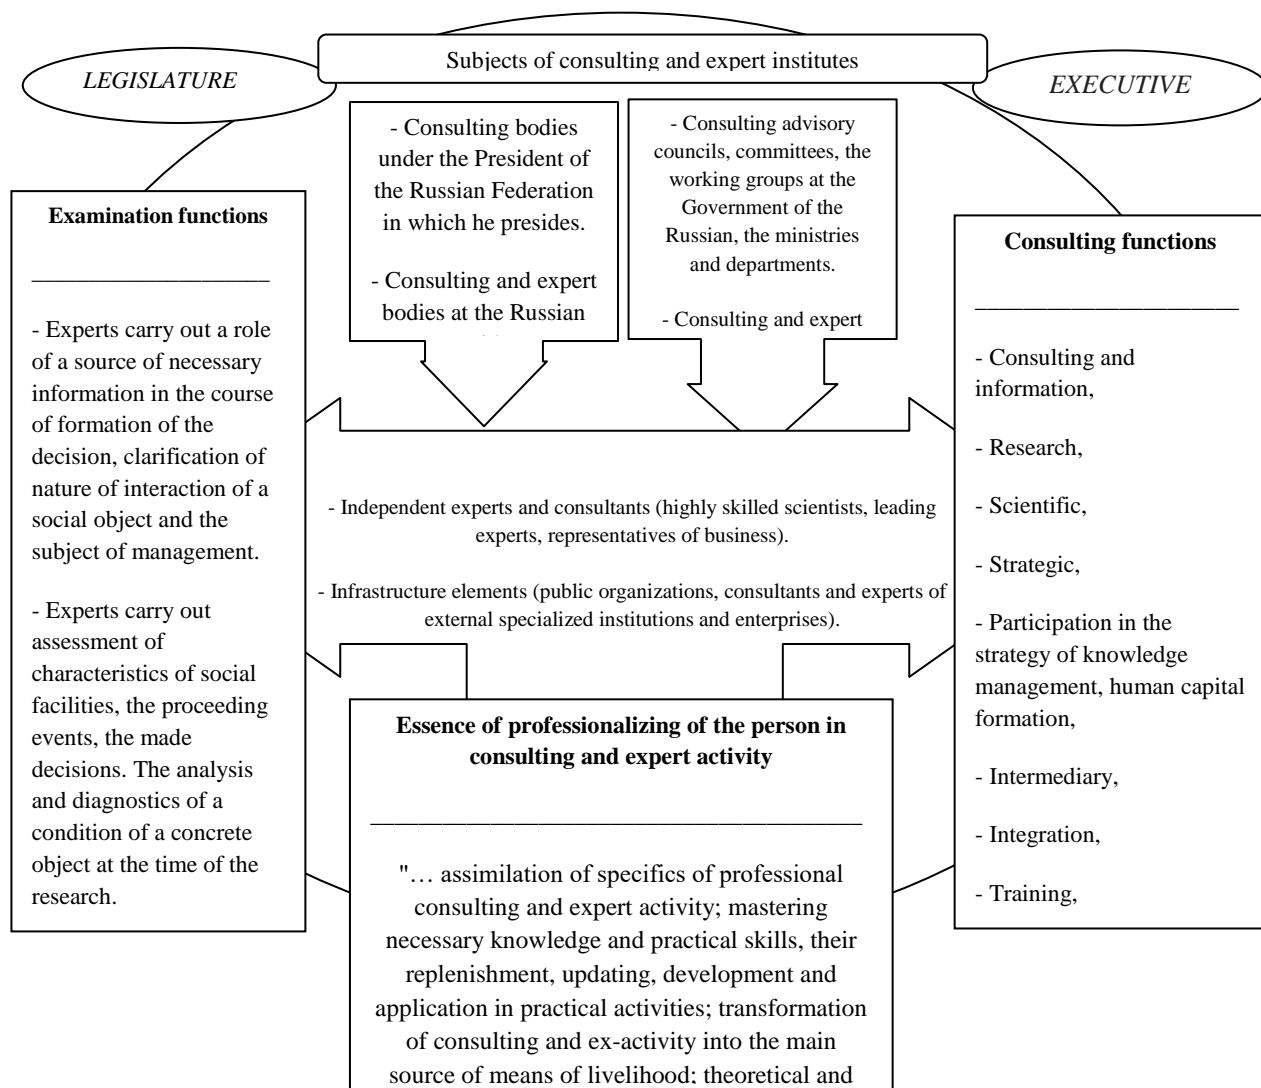 Subjects of consulting and expert institutes
LEGISLATURE
EXECUTIVE
- Consulting bodies
under the President of
the Russian Federation
in which he presides.
- Consulting and expert
bodies at the Russian
- Consulting advisory
councils, committees, the
working groups at the
Government of the
Russian, the ministries
and departments.
- Consulting and expert
Examination functions
- Experts carry out a role
of a source of necessary
information in the course
of formation of the
decision, clarification of
nature of interaction of a
social object and the
subject of management.
- Experts carry out
assessment of
characteristics of social
facilities, the proceeding
events, the made
decisions. The analysis
and diagnostics of a
condition of a concrete
object at the time of the
research.
- Independent experts and consultants (highly skilled scientists, leading
experts, representatives of business).
- Infrastructure elements (public organizations, consultants and experts of
external specialized institutions and enterprises).
Consulting functions
- Consulting and
information,
- Research,
- Scientific,
- Strategic,
- Participation in the
strategy of knowledge
management, human capital
formation,
- Intermediary,
- Integration,
- Training,
Essence of professionalizing of the person in
consulting and expert activity
"… assimilation of specifics of professional
consulting and expert activity; mastering
necessary knowledge and practical skills, their
replenishment, updating, development and
application in practical activities; transformation
of consulting and ex-activity into the main
source of means of livelihood; theoretical and